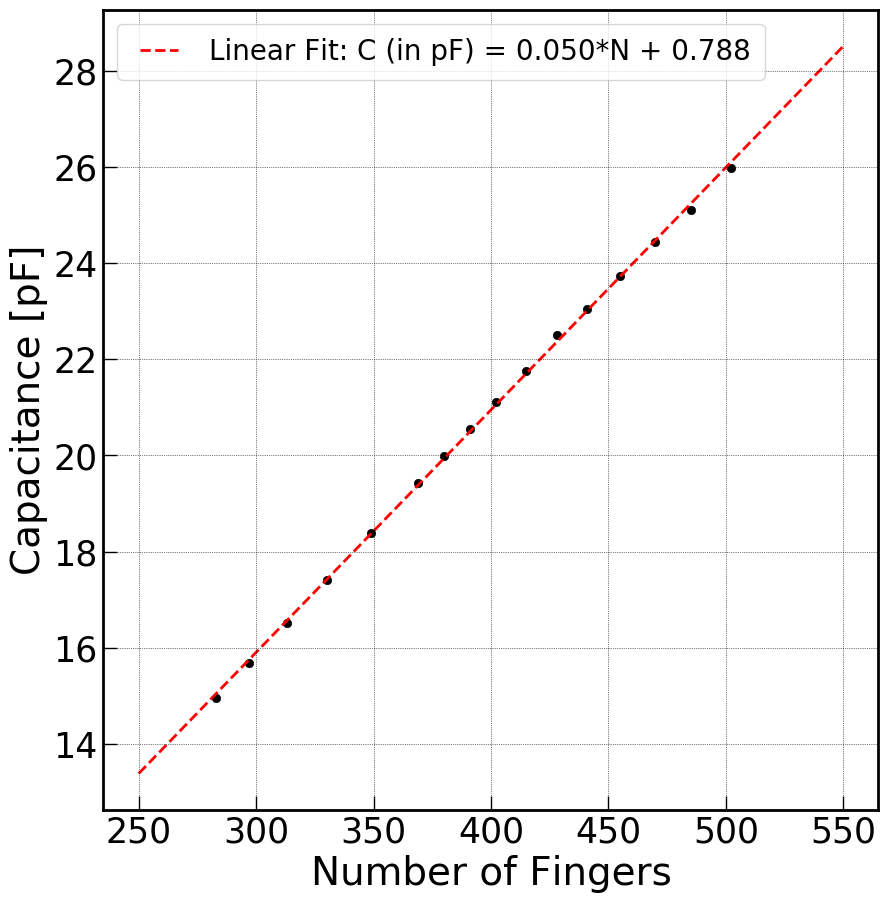 Linear Fit: C (in pF) = 0.050*N + 0.788
28
26
24
22
20
18
16
14
Capacitance [pF]
250 300 350 400 450 500 550
Number of Fingers